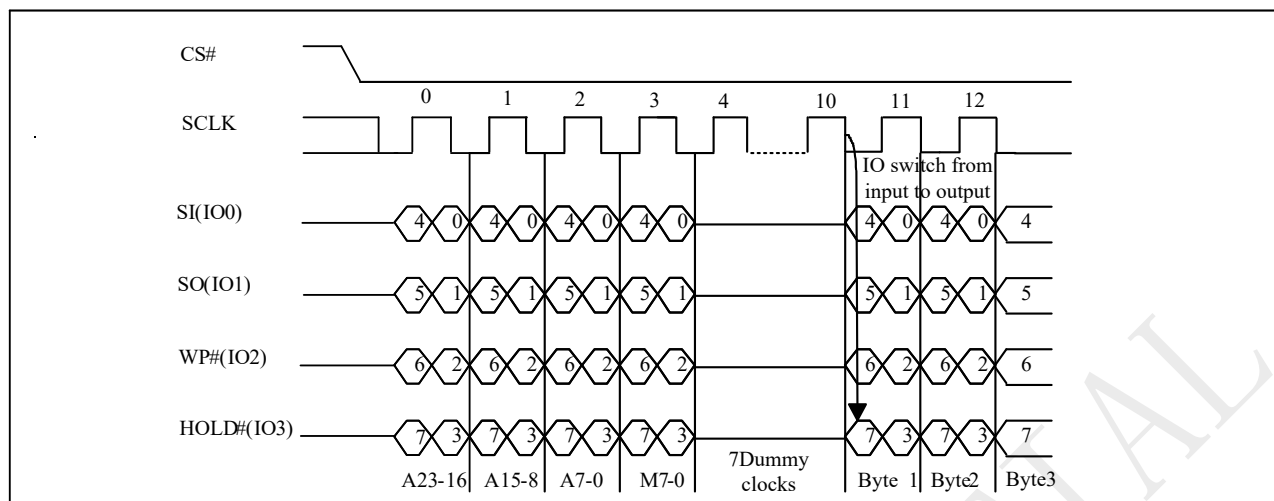 CS#
0 1 2 3 4 10 11 12
SCLK
IO switch from
input to output
SI(IO0) 4 0 4 0 4 0 4 0 4 0 4 0 4
SO(IO1) 5 1 5 1 5 1 5 1 5 1 5 1 5
WP#(IO2) 6 2 6 2 6 2 6 2 6 2 6 2 6
HOLD#(IO3) 7 3 7 3 7 3 7 3 7 3 7 3 7
A23-16 A15-8 A7-0 M7-0 7Dummy
clocks Byte 1 Byte2 Byte3